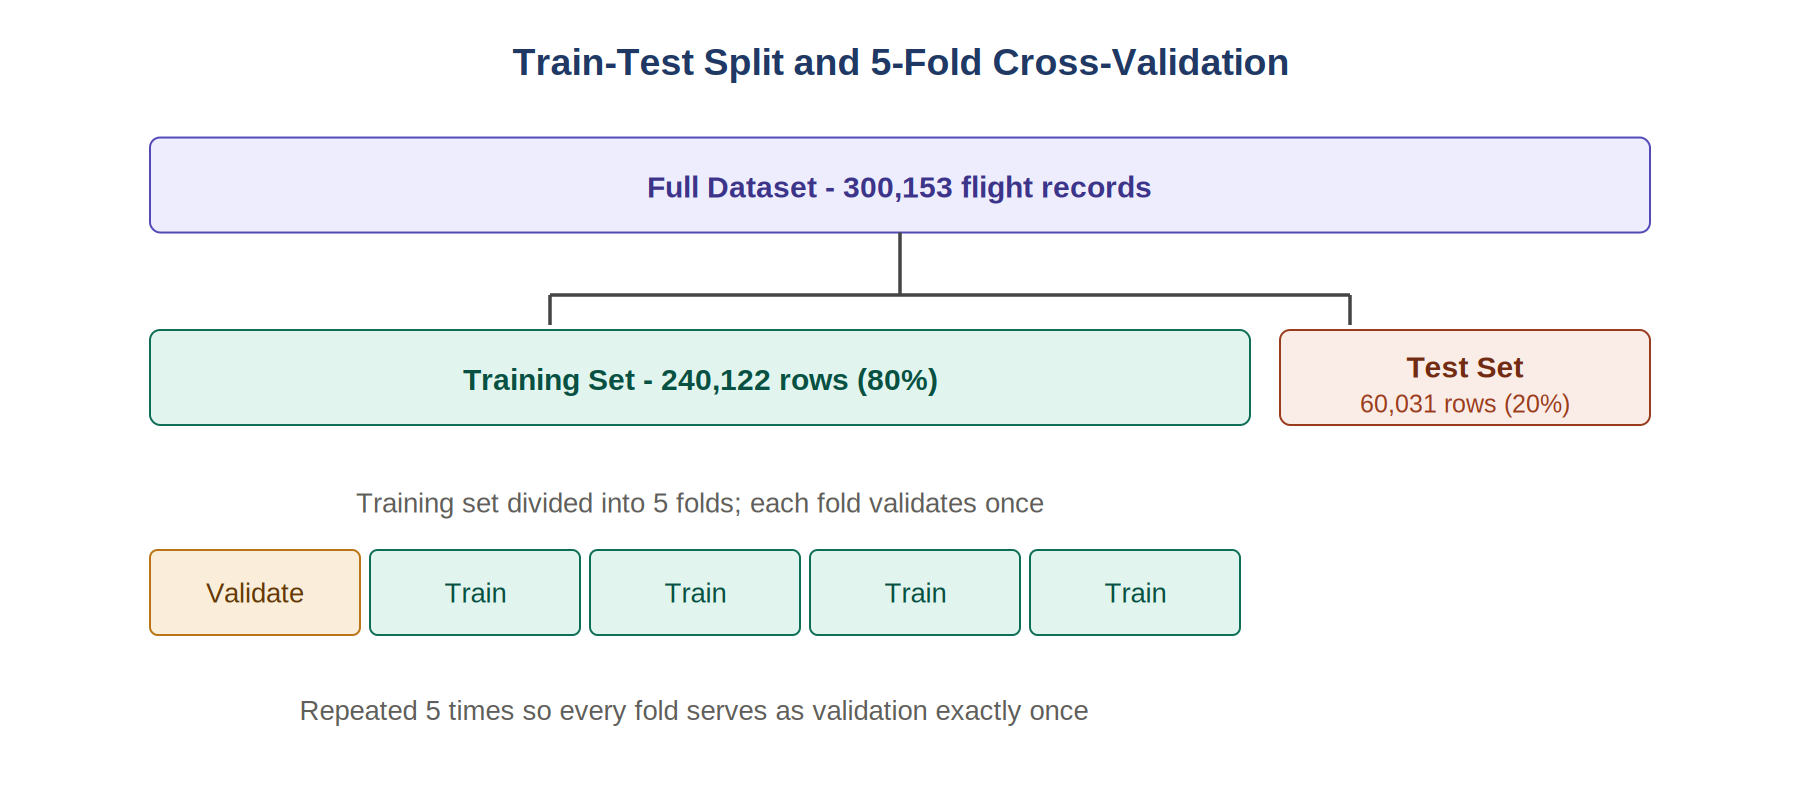 Train-Test Split and 5-Fold Cross-Validation
Full Dataset - 300,153 flight records
Training Set - 240,122 rows (80%)
Test Set
60,031 rows (20%)
Training set divided into 5 folds; each fold validates once
Validate
Train
Train
Train
Train
Repeated 5 times so every fold serves as validation exactly once